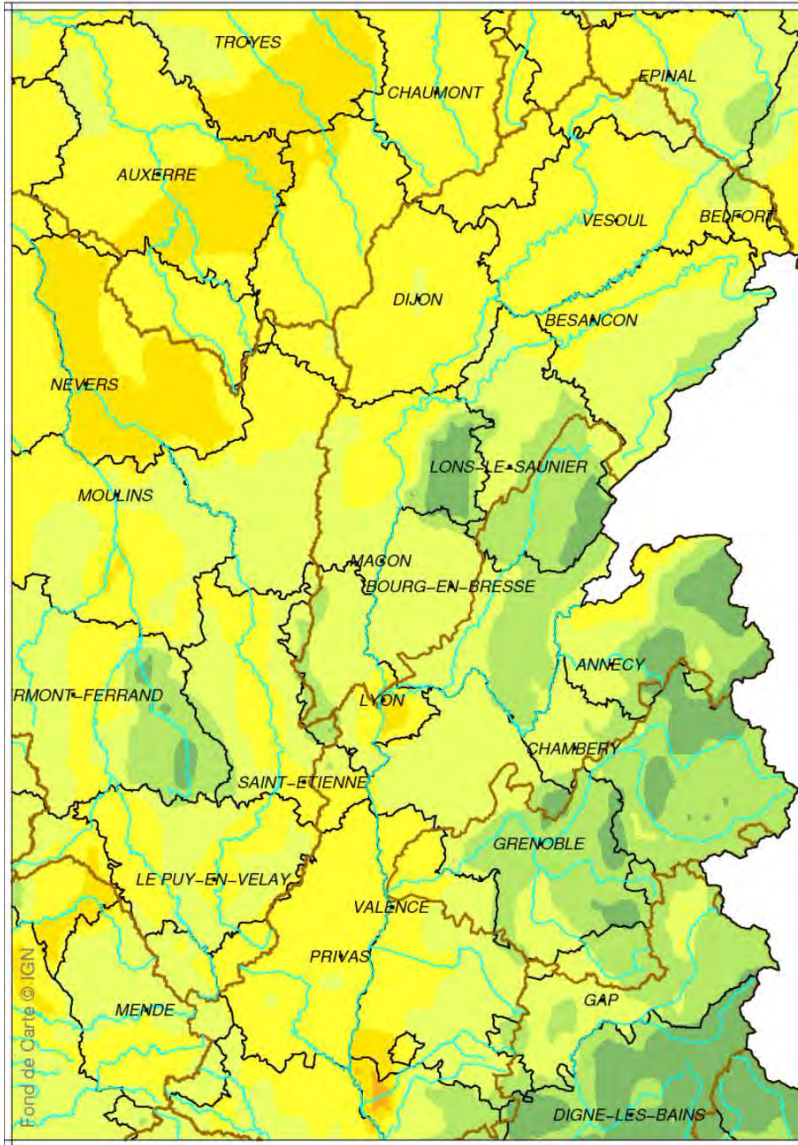 TROYES
CHAUMONT
EPINAL
AUXERRE
VESOUL
BELFORT
DIJON
BESANCON
NEVERS
LONS-LE-SAUNIER
MOULINS
MACON
BOURG-EN-BRESSE
ANNECY
RMONT-FERRAND
LYON
CHAMBERY
SAINT-ETIENNE
GRENOBLE
LE PUY-EN-VELAY
VALENCE
PRIVAS
GAP
MENDE
DIGNE-LES-BAINS
Fond de Carte © IGN